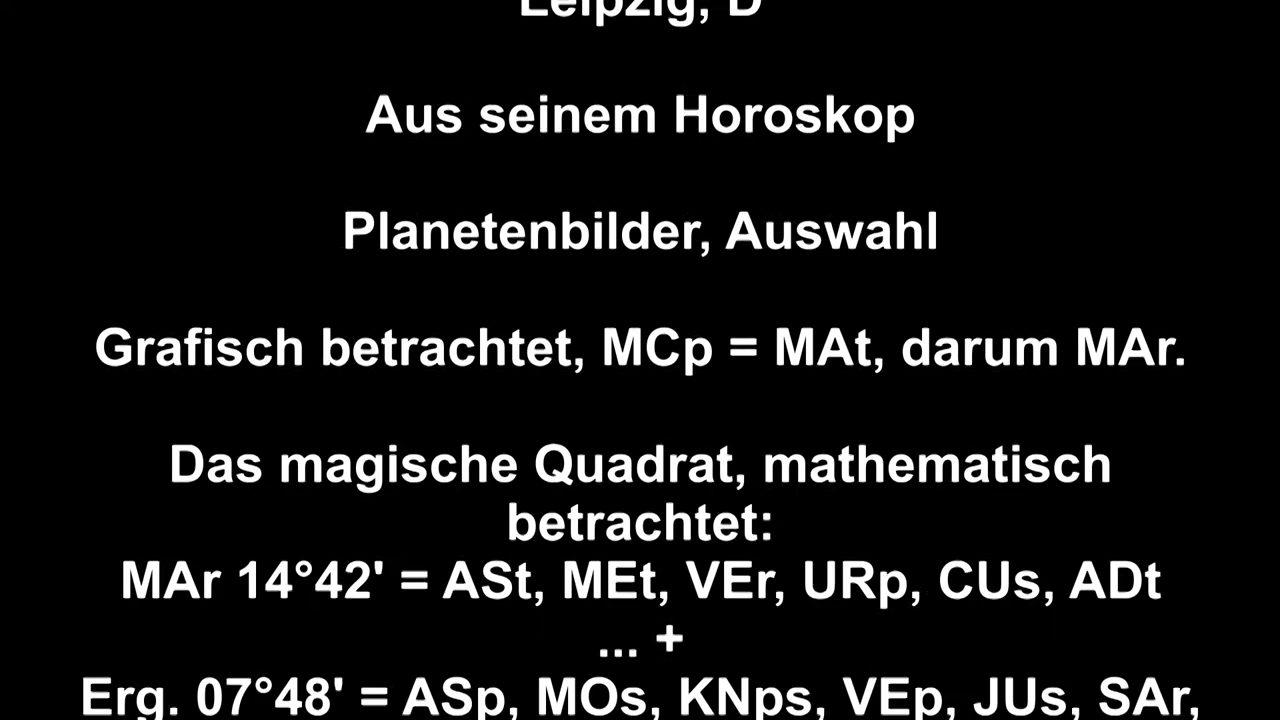 Leipzig, D
Aus seinem Horoskop
Planetenbilder, Auswahl
Grafisch betrachtet, MCp = MAt, darum MAr.
Das magische Quadrat, mathematisch
betrachtet:
MAr 14°42' = ASt, MEt, VEr, URp, CUs, ADt
... +
Erg. 07°48' = ASp, MOs, KNps, VEp, JUs, SAr,